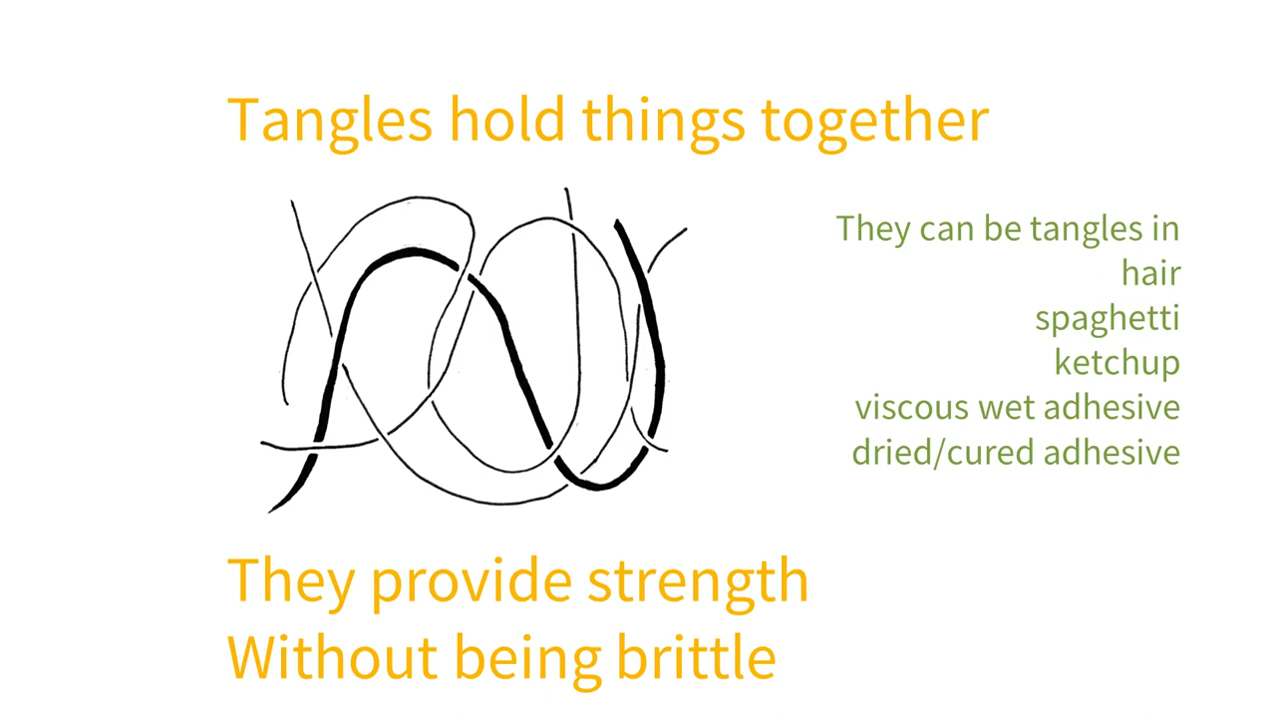 Tangles hold things together
They can be tangles in
hair
spaghetti
ketchup
viscous wet adhesive
dried/cured adhesive
They provide strength
Without being brittle